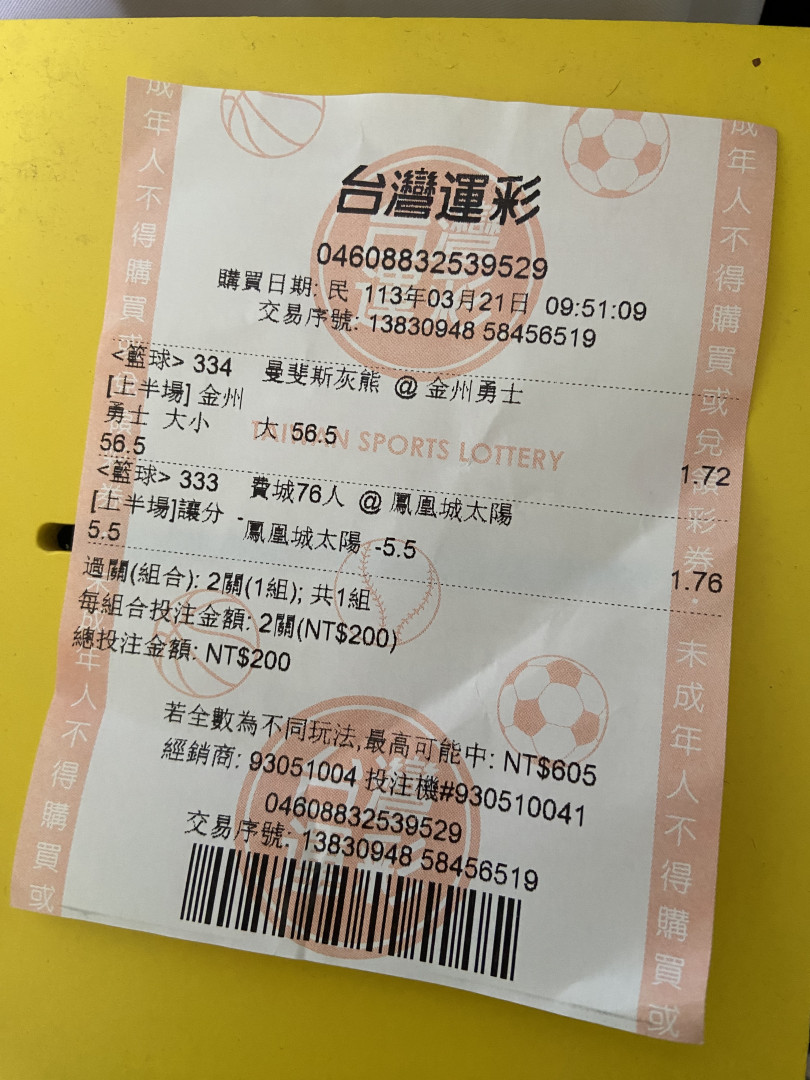 台灣運彩
04608832539529
購買日期: 民 113年03月21日 09:51:09
交易序號: 13830948 58456519
<籃球> 334 曼斐斯灰熊 @ 金州勇士
[上半場] 金州
勇士 大小 大 56.5
56.5 1.72
TAIWAN SPORTS LOTTERY
<籃球> 333 費城76人 @ 鳳凰城太陽
[上半場]讓分 - 鳳凰城太陽 -5.5
5.5 1.76
過關(組合): 2關(1組); 共1組
每組合投注金額: 2關(NT$200)
總投注金額: NT$200
若全數為不同玩法,最高可能中: NT$605
經銷商: 93051004 投注機#930510041
04608832539529
交易序號: 13830948 58456519
成年人不得購買或兌領彩券．未成年人不得購買或
成年人不得購買或
年人不得購買或